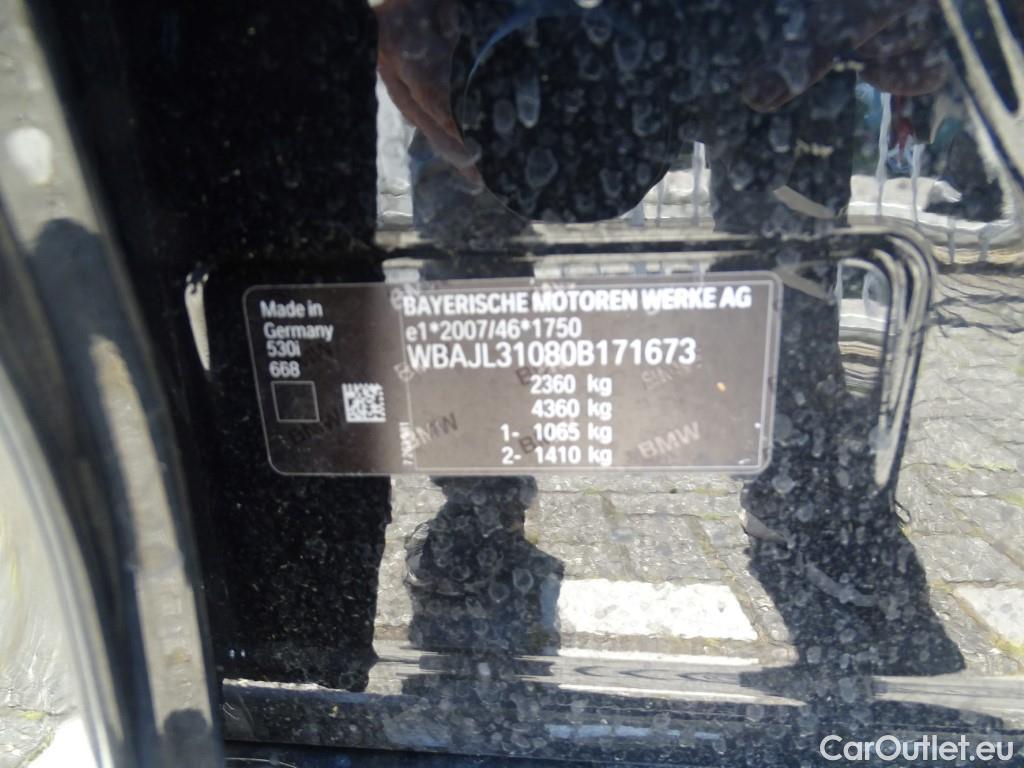 Made in
Germany
530i
668
BAYERISCHE MOTOREN WERKE AG
e1*2007/46*1750
WBAJL31080B171673
2360 kg
4360 kg
1- 1065 kg
2- 1410 kg
BMW
BMW
BMW
CarOutlet.eu